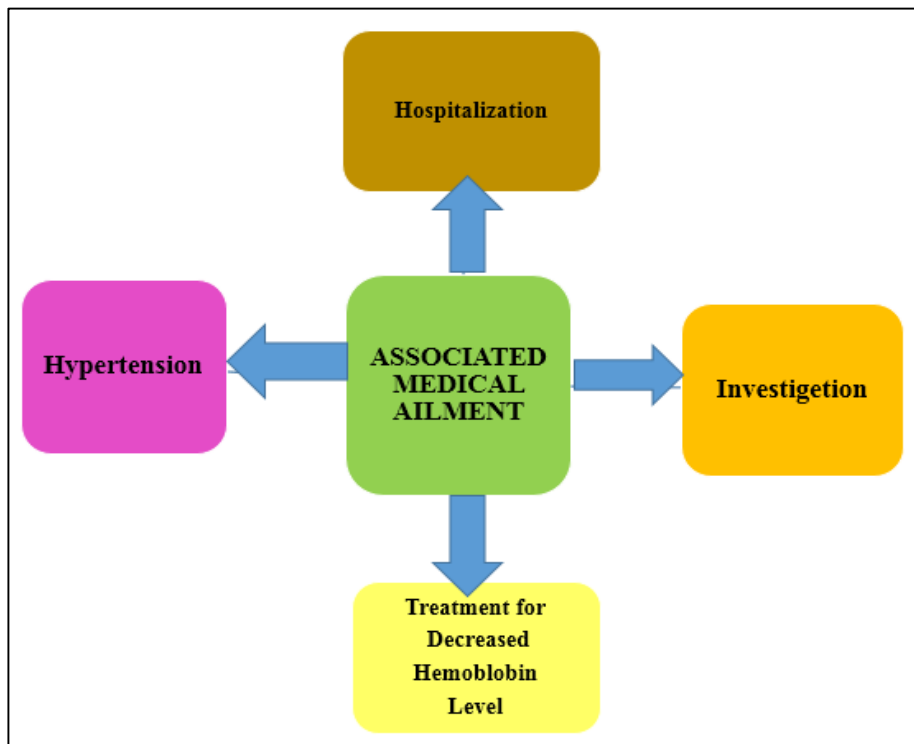 Hospitalization
Hypertension
ASSOCIATED
MEDICAL
AILMENT
Investigetion
Treatment for
Decreased
Hemoblobin
Level